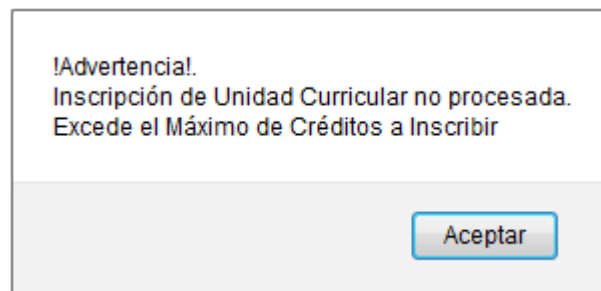 !Advertencia!.
Inscripción de Unidad Curricular no procesada.
Excede el Máximo de Créditos a Inscribir
Aceptar